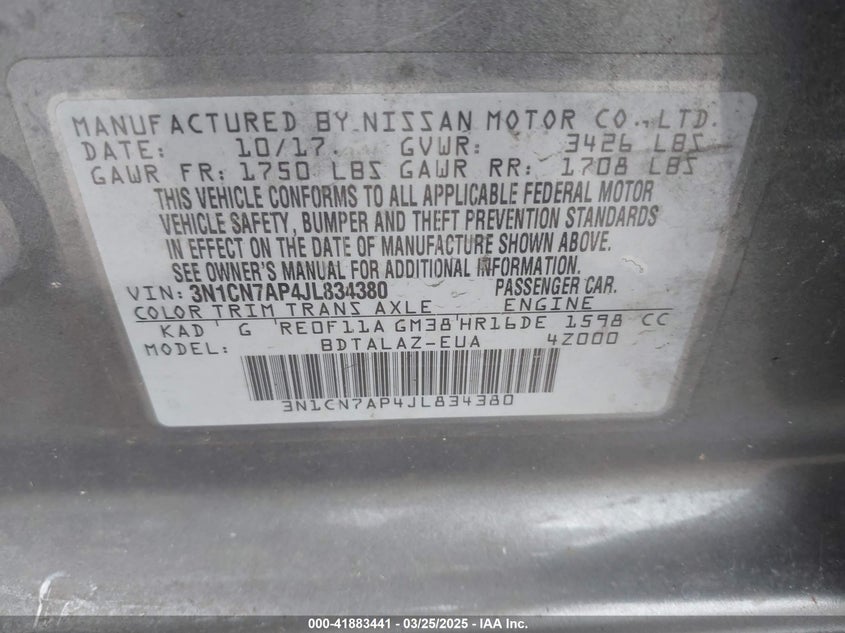 MANUFACTURED BY NISSAN MOTOR CO., LTD.
DATE: 10/17. GVWR: 3426 LBS
GAWR FR: 1750 LBS GAWR RR: 1708 LBS
THIS VEHICLE CONFORMS TO ALL APPLICABLE FEDERAL MOTOR
VEHICLE SAFETY, BUMPER AND THEFT PREVENTION STANDARDS
IN EFFECT ON THE DATE OF MANUFACTURE SHOWN ABOVE.
SEE OWNER'S MANUAL FOR ADDITIONAL INFORMATION.
VIN: 3N1CN7AP4JL834380 PASSENGER CAR.
COLOR TRIM TRANS AXLE ENGINE
KAD G RE0F11A GM38 HR16DE 1598 CC
MODEL: BDTALAZ-EUA 4Z000
3N1CN7AP4JL834380
000-41883441 - 03/25/2025 - IAA Inc.